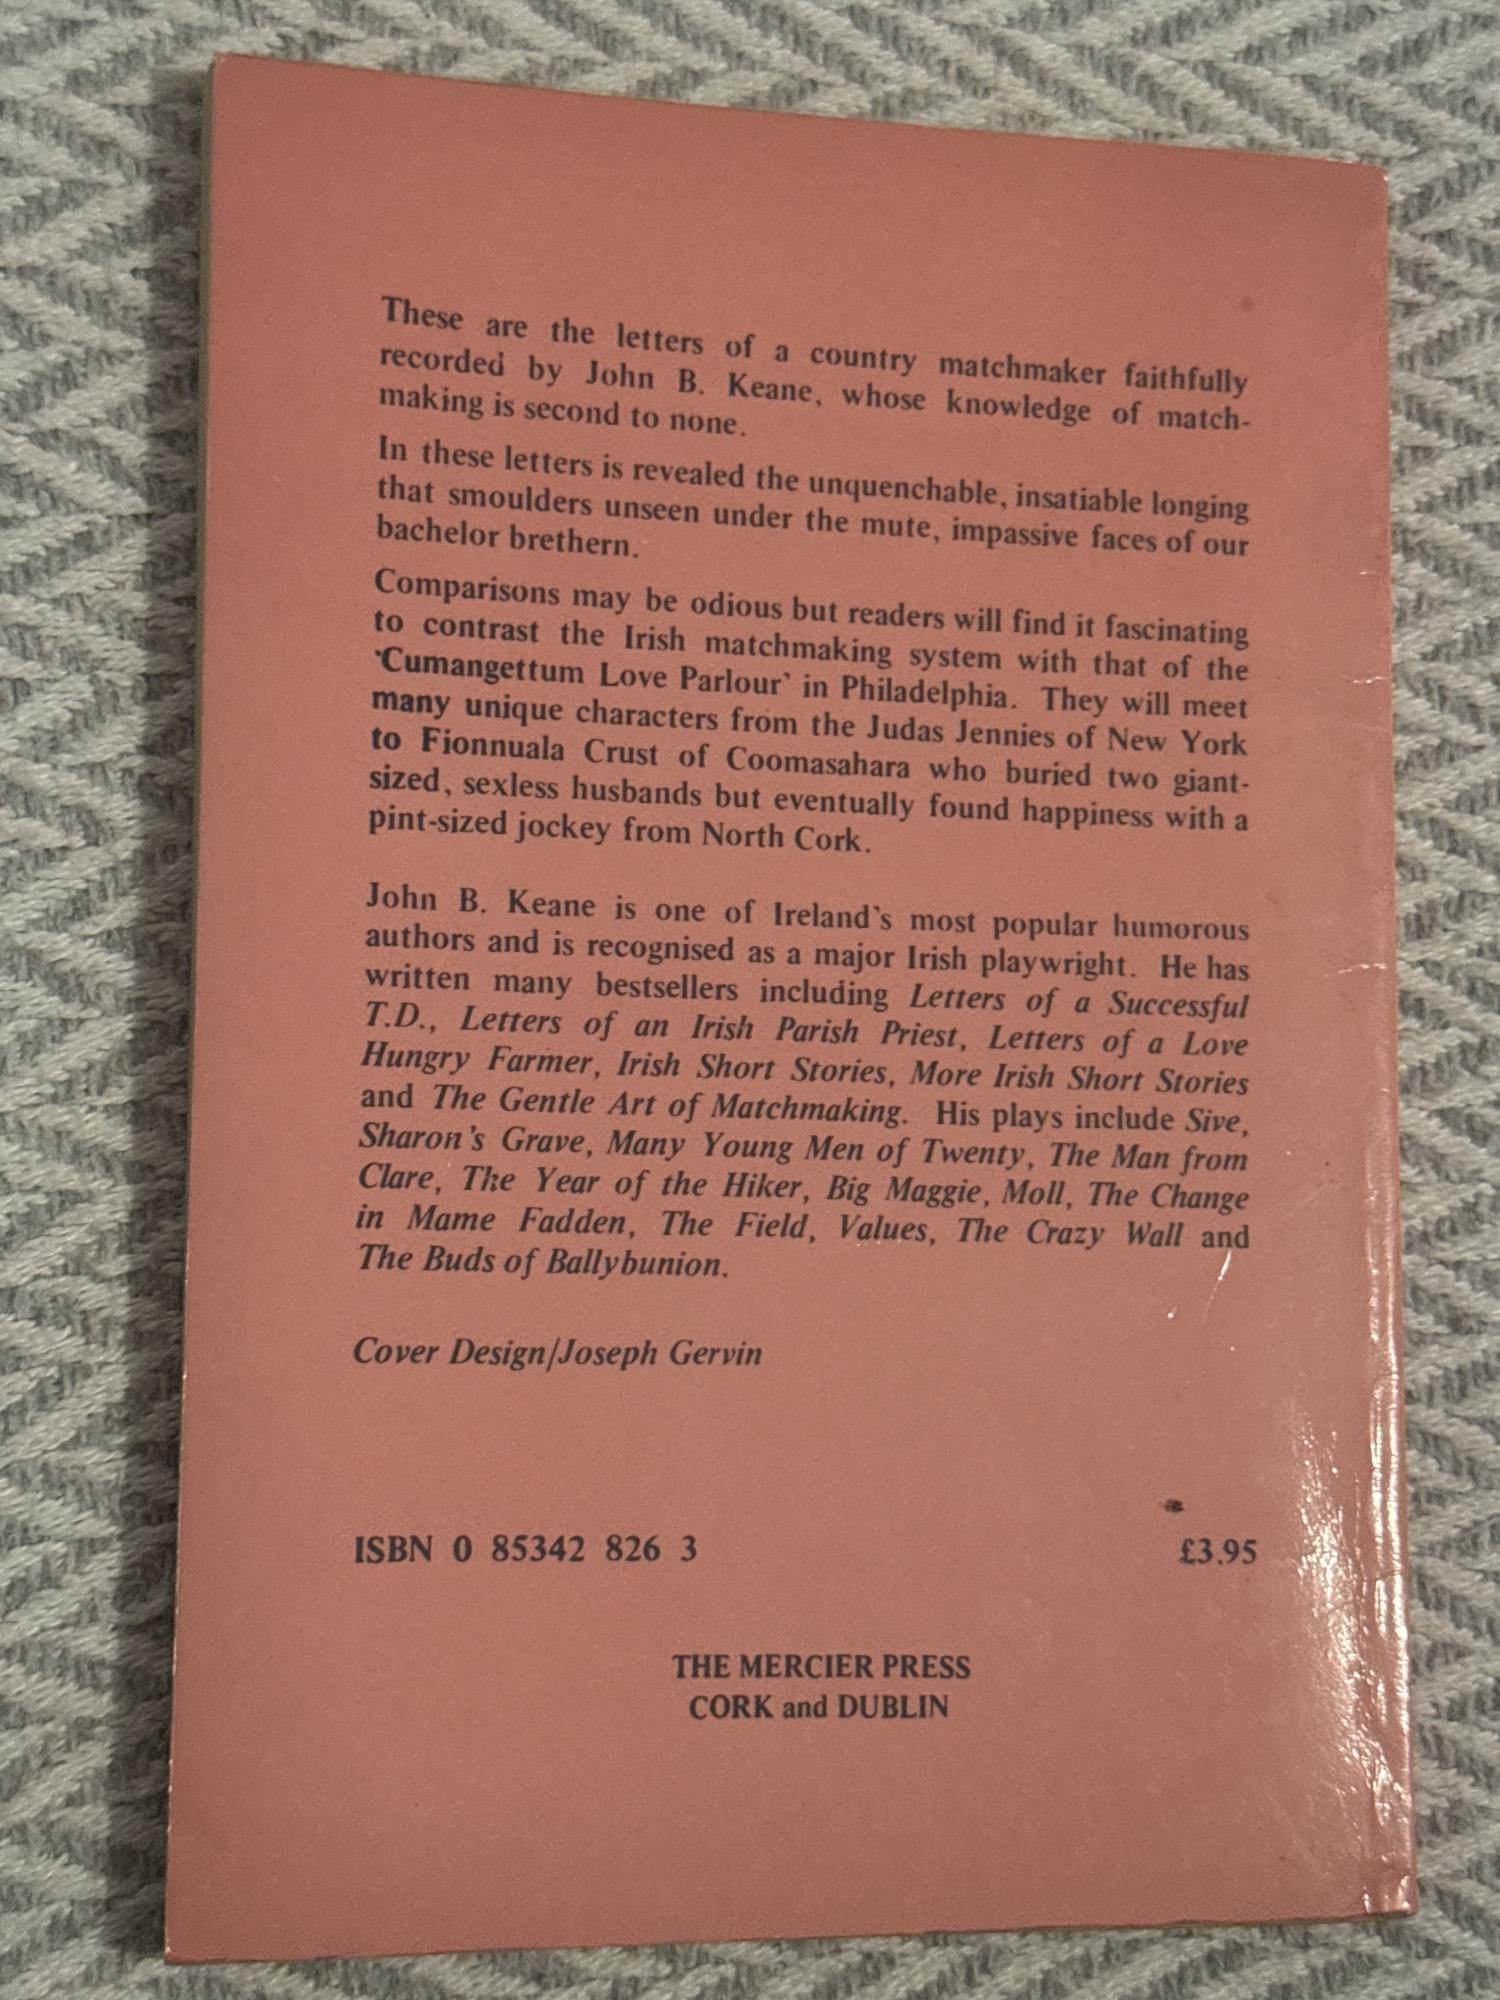 These are the letters of a country matchmaker faithfully
recorded by John B. Keane, whose knowledge of match-
making is second to none.
In these letters is revealed the unquenchable, insatiable longing
that smoulders unseen under the mute, impassive faces of our
bachelor brethern.
Comparisons may be odious but readers will find it fascinating
to contrast the Irish matchmaking system with that of the
'Cumangettum Love Parlour' in Philadelphia. They will meet
many unique characters from the Judas Jennies of New York
to Fionnuala Crust of Coomasahara who buried two giant-
sized, sexless husbands but eventually found happiness with a
pint-sized jockey from North Cork.
John B. Keane is one of Ireland's most popular humorous
authors and is recognised as a major Irish playwright. He has
written many bestsellers including Letters of a Successful
T.D., Letters of an Irish Parish Priest, Letters of a Love
Hungry Farmer, Irish Short Stories, More Irish Short Stories
and The Gentle Art of Matchmaking. His plays include Sive,
Sharon's Grave, Many Young Men of Twenty, The Man from
Clare, The Year of the Hiker, Big Maggie, Moll, The Change
in Mame Fadden, The Field, Values, The Crazy Wall and
The Buds of Ballybunion.
Cover Design/Joseph Gervin
ISBN 0 85342 826 3 £3.95
THE MERCIER PRESS
CORK and DUBLIN